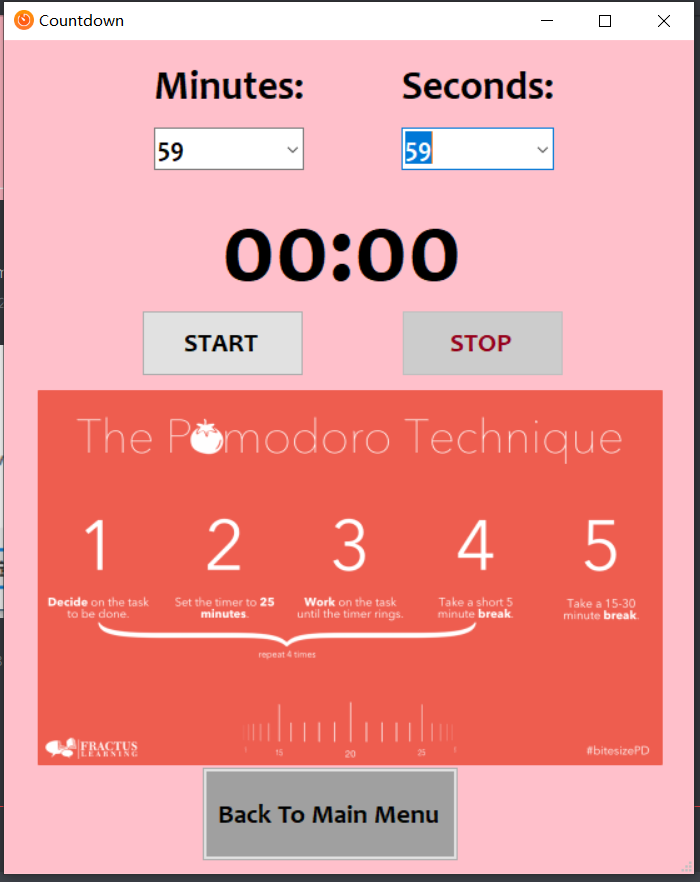 Countdown
Minutes: Seconds:
59 59
00:00
START STOP
The Pomodoro Technique
1 2 3 4 5
Decide on the task
to be done.
Set the timer to 25
minutes.
Work on the task
until the timer rings.
Take a short 5
minute break.
Take a 15-30
minute break.
repeat 4 times
15 20 25
FRACTUS
LEARNING
#bitesizePD
Back To Main Menu